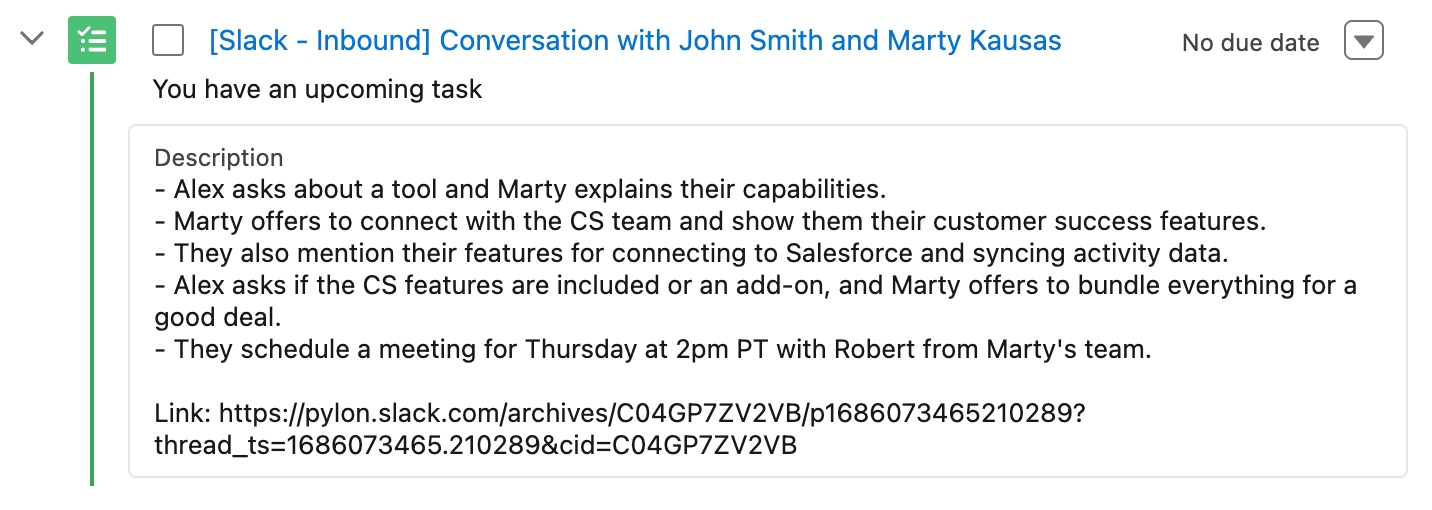 [Slack - Inbound] Conversation with John Smith and Marty Kausas No due date
You have an upcoming task
Description
- Alex asks about a tool and Marty explains their capabilities.
- Marty offers to connect with the CS team and show them their customer success features.
- They also mention their features for connecting to Salesforce and syncing activity data.
- Alex asks if the CS features are included or an add-on, and Marty offers to bundle everything for a
good deal.
- They schedule a meeting for Thursday at 2pm PT with Robert from Marty's team.
Link: https://pylon.slack.com/archives/C04GP7ZV2VB/p1686073465210289?
thread_ts=1686073465.210289&cid=C04GP7ZV2VB